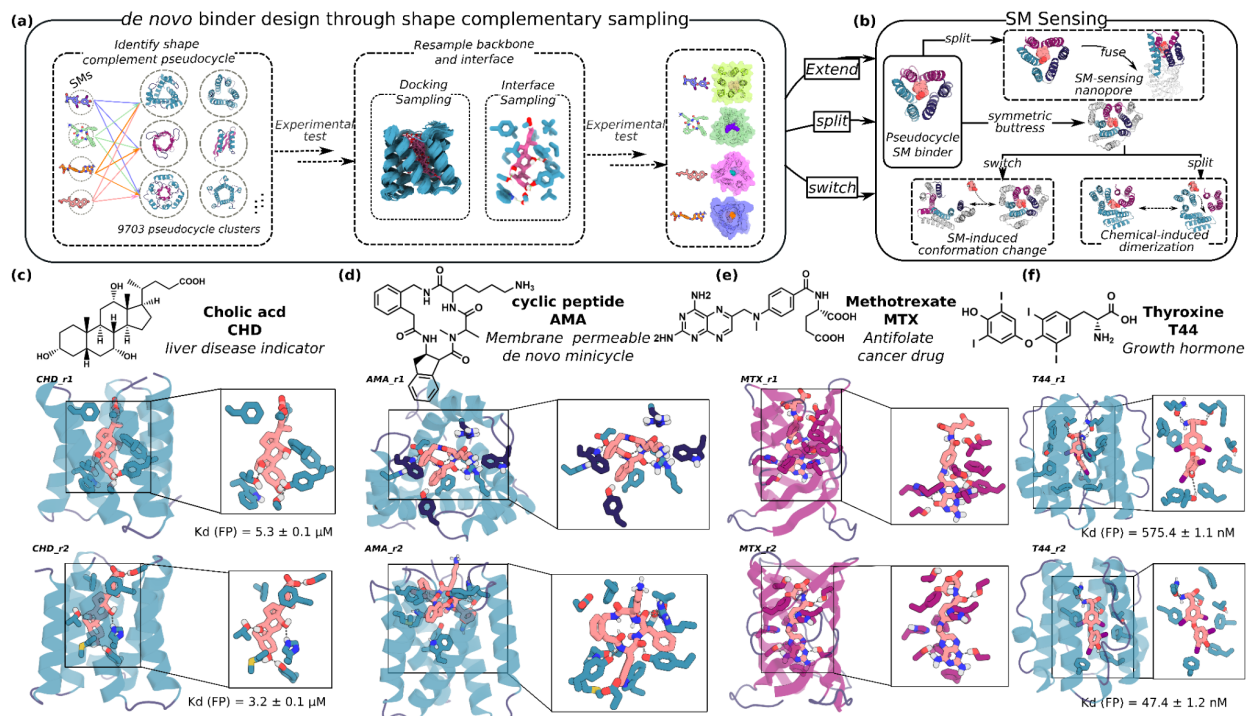 (a)
de novo binder design through shape complementary sampling
Identify shape
complement pseudocycle
SMs
9703 pseudocycle clusters
Experimental
test
Resample backbone
and interface
Docking
Sampling
Interface
Sampling
Experimental
test
Extend
split
switch
(b)
SM Sensing
split
fuse
SM-sensing
nanopore
Pseudocycle
SM binder
symmetric
buttress
switch
split
SM-induced
conformation change
Chemical-induced
dimerization
(c)
OH
COOH
HO
H
H
H
OH
Cholic acd
CHD
liver disease indicator
CHD_r1
Kd (FP) = 5.3 ± 0.1 μM
CHD_r2
Kd (FP) = 3.2 ± 0.1 μM
(d)
O
NH3
N
H
O
NH
O
N
NH
O
cyclic peptide
AMA
Membrane permeable
de novo minicycle
AMA_r1
AMA_r2
(e)
NH2
N
N
2HN
N
N
N
O
H
N
COOH
COOH
Methotrexate
MTX
Antifolate
cancer drug
MTX_r1
MTX_r2
(f)
I
HO
I
O
I
I
O
OH
NH2
Thyroxine
T44
Growth hormone
T44_r1
Kd (FP) = 575.4 ± 1.1 nM
T44_r2
Kd (FP) = 47.4 ± 1.2 nM